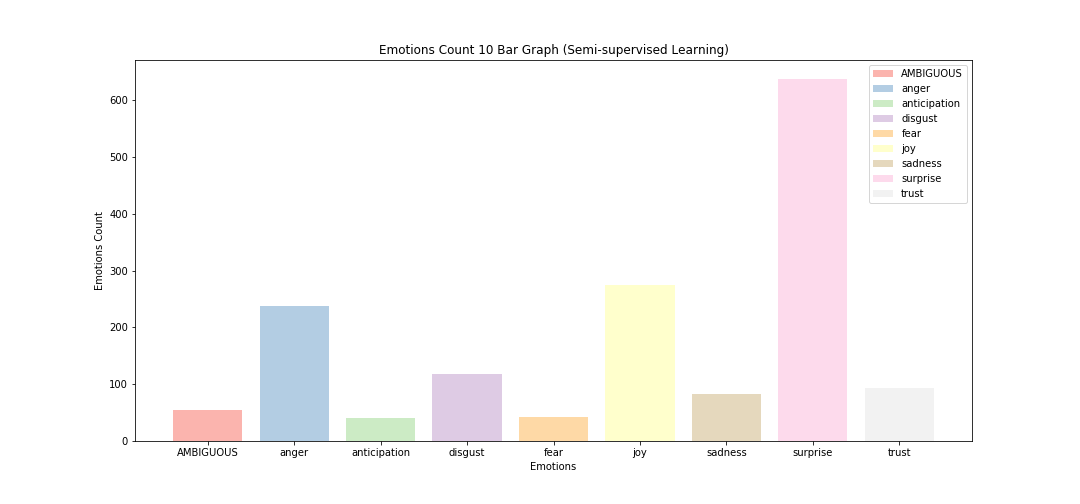 Emotions Count 10 Bar Graph (Semi-supervised Learning)
AMBIGUOUS
anger
anticipation
disgust
fear
joy
sadness
surprise
trust
Emotions Count
600
500
400
300
200
100
0
AMBIGUOUS anger anticipation disgust fear joy sadness surprise trust
Emotions